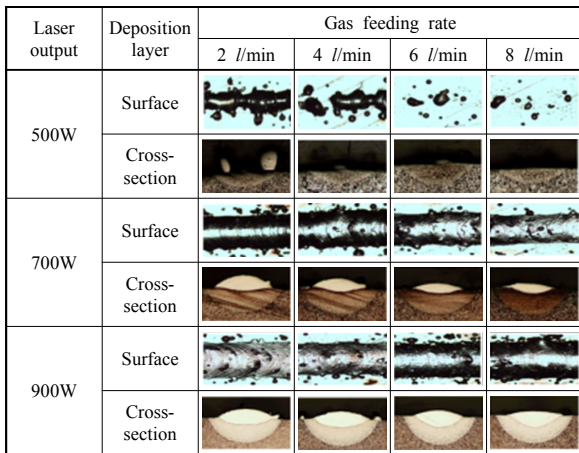 Laser output
Deposition layer
Gas feeding rate
2 l/min
4 l/min
6 l/min
8 l/min
500W
Surface
Cross-section
700W
Surface
Cross-section
900W
Surface
Cross-section